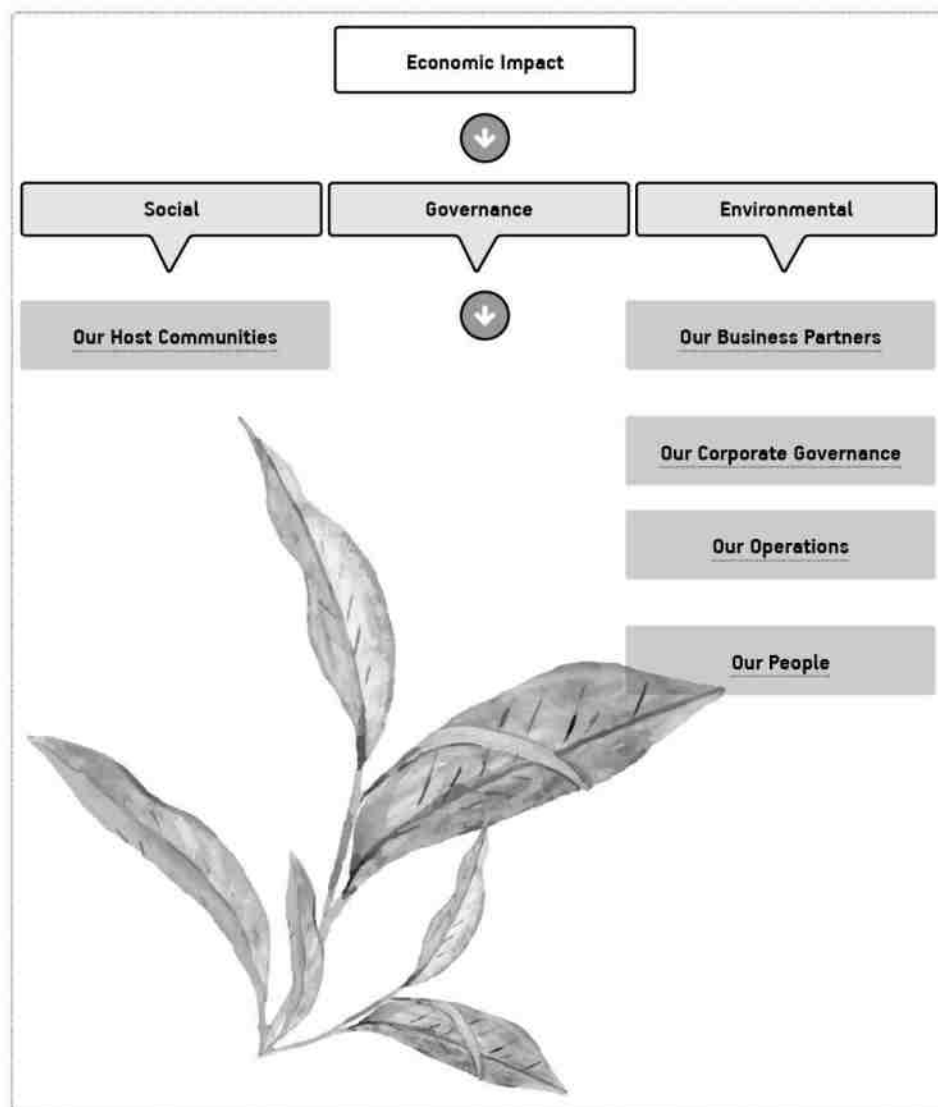 Economic Impact
Social
Governance
Environmental
Our Host Communities
Our Business Partners
Our Corporate Governance
Our Operations
Our People